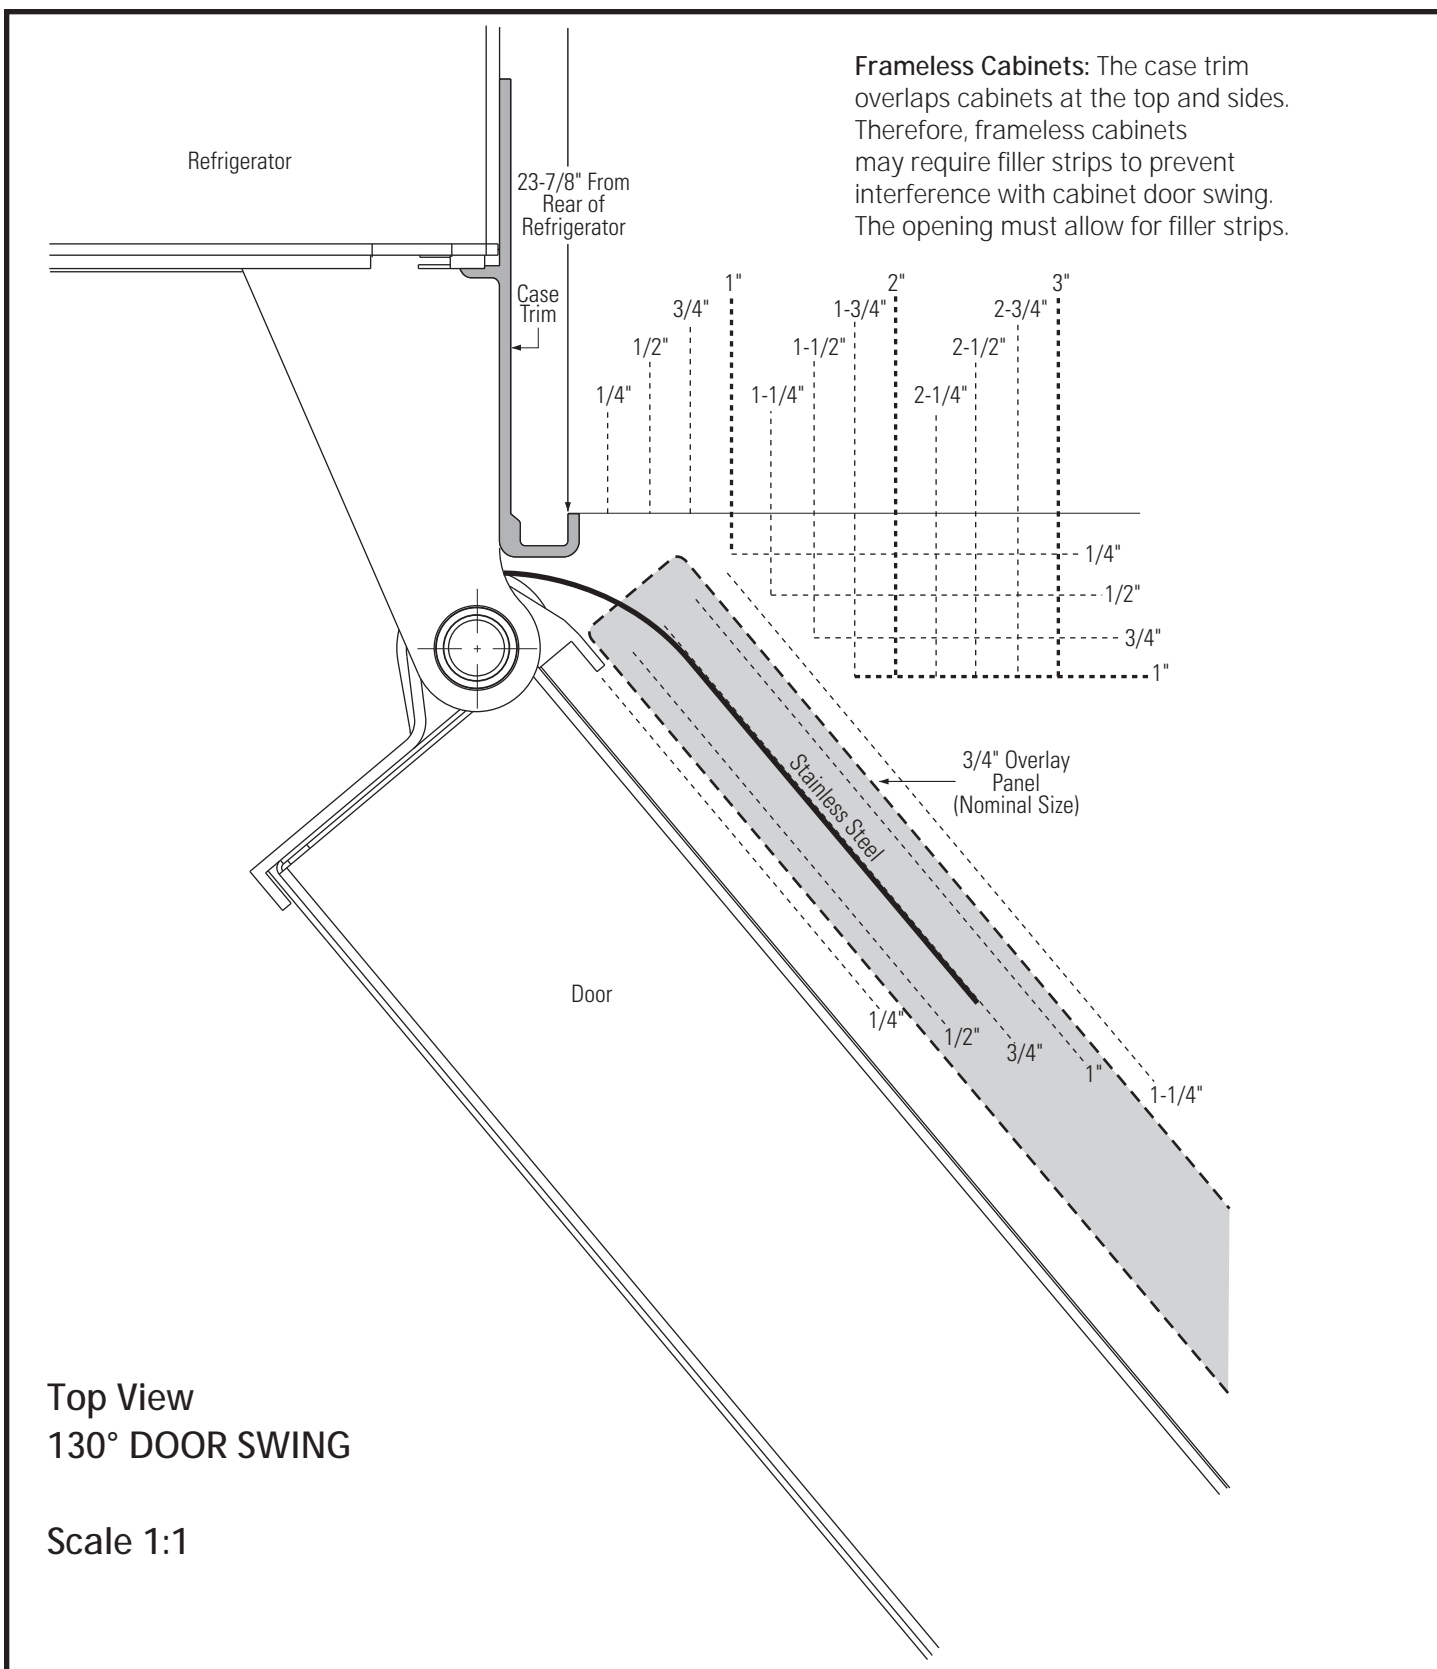 Frameless Cabinets: The case trim
overlaps cabinets at the top and sides.
Therefore, frameless cabinets
may require filler strips to prevent
interference with cabinet door swing.
The opening must allow for filler strips.
Refrigerator
23-7/8" From
Rear of
Refrigerator
Case
Trim
1/4"
1/2"
3/4"
1"
1-1/4"
1-1/2"
1-3/4"
2"
2-1/4"
2-1/2"
2-3/4"
3"
1/4"
1/2"
3/4"
1"
3/4" Overlay
Panel
(Nominal Size)
Stainless Steel
Door
1/4"
1/2"
3/4"
1"
1-1/4"
Top View
130° DOOR SWING
Scale 1:1